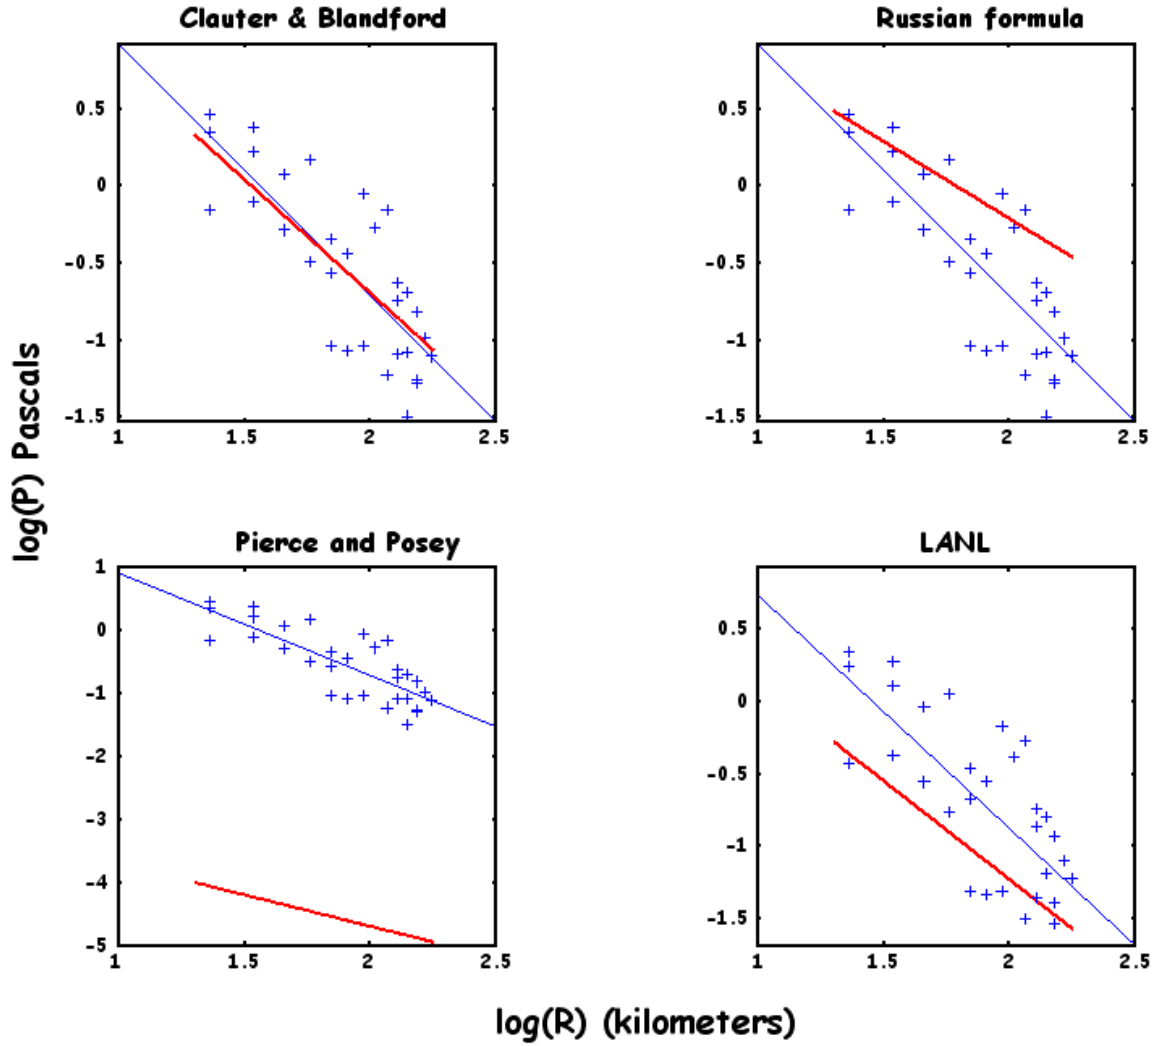 Clauter & Blandford
0.5
0
-0.5
-1
-1.5
1 1.5 2 2.5
Russian formula
0.5
0
-0.5
-1
-1.5
1 1.5 2 2.5
log(P) Pascals
Pierce and Posey
1
0
-1
-2
-3
-4
-5
1 1.5 2 2.5
LANL
0.5
0
-0.5
-1
-1.5
1 1.5 2 2.5
log(R) (kilometers)